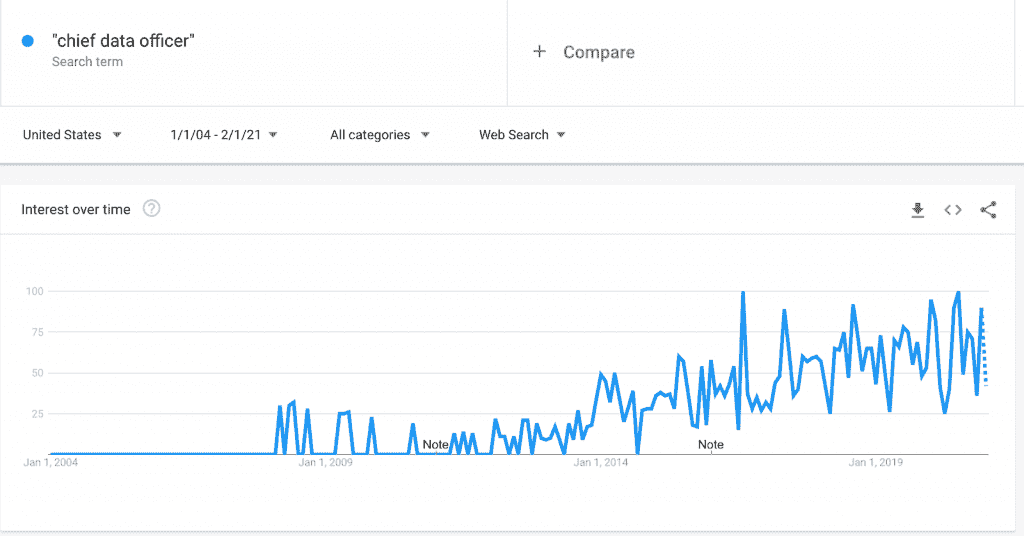 "chief data officer"
Search term
+ Compare
United States
1/1/04 - 2/1/21
All categories
Web Search
Interest over time ?
100
75
50
25
Note
Note
Jan 1, 2004
Jan 1, 2009
Jan 1, 2014
Jan 1, 2019